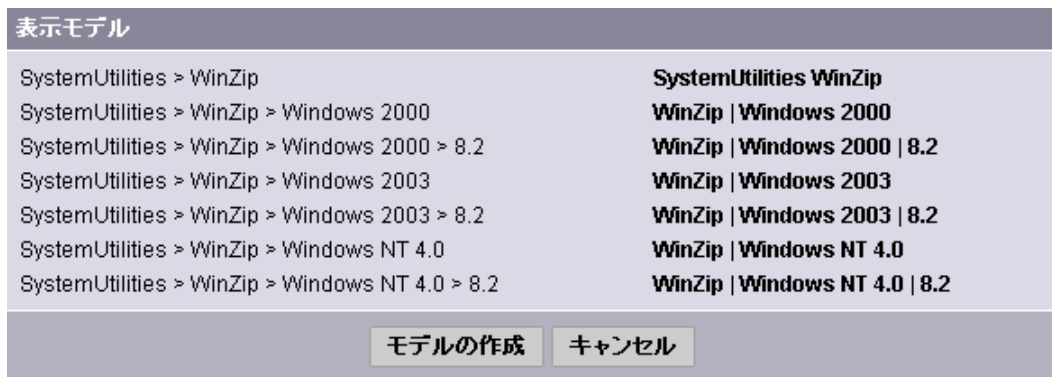 表示モデル
SystemUtilities > WinZip SystemUtilities WinZip
SystemUtilities > WinZip > Windows 2000 WinZip | Windows 2000
SystemUtilities > WinZip > Windows 2000 > 8.2 WinZip | Windows 2000 | 8.2
SystemUtilities > WinZip > Windows 2003 WinZip | Windows 2003
SystemUtilities > WinZip > Windows 2003 > 8.2 WinZip | Windows 2003 | 8.2
SystemUtilities > WinZip > Windows NT 4.0 WinZip | Windows NT 4.0
SystemUtilities > WinZip > Windows NT 4.0 > 8.2 WinZip | Windows NT 4.0 | 8.2
モデルの作成 キャンセル